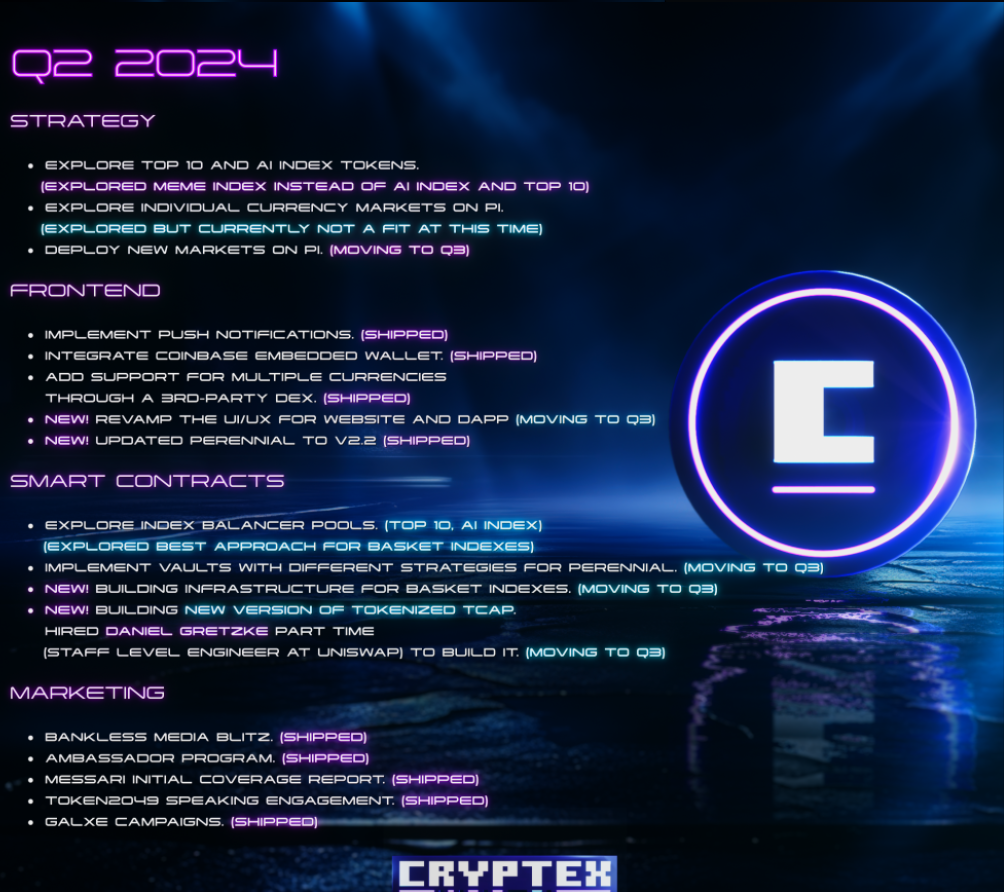 Q2 2024
STRATEGY
• EXPLORE TOP 10 AND AI INDEX TOKENS.
(EXPLORED MEME INDEX INSTEAD OF AI INDEX AND TOP 10)
• EXPLORE INDIVIDUAL CURRENCY MARKETS ON PI.
(EXPLORED BUT CURRENTLY NOT A FIT AT THIS TIME)
• DEPLOY NEW MARKETS ON PI. (MOVING TO Q3)
FRONTEND
• IMPLEMENT PUSH NOTIFICATIONS. (SHIPPED)
• INTEGRATE COINBASE EMBEDDED WALLET. (SHIPPED)
• ADD SUPPORT FOR MULTIPLE CURRENCIES
THROUGH A 3RD-PARTY DEX. (SHIPPED)
• NEW! REVAMP THE UI/UX FOR WEBSITE AND DAPP (MOVING TO Q3)
• NEW! UPDATED PERENNIAL TO V2.2 (SHIPPED)
SMART CONTRACTS
• EXPLORE INDEX BALANCER POOLS. (TOP 10, AI INDEX)
(EXPLORED BEST APPROACH FOR BASKET INDEXES)
• IMPLEMENT VAULTS WITH DIFFERENT STRATEGIES FOR PERENNIAL. (MOVING TO Q3)
• NEW! BUILDING INFRASTRUCTURE FOR BASKET INDEXES. (MOVING TO Q3)
• NEW! BUILDING NEW VERSION OF TOKENIZED TCAP.
HIRED DANIEL GRETZKE PART TIME
(STAFF LEVEL ENGINEER AT UNISWAP) TO BUILD IT. (MOVING TO Q3)
MARKETING
• BANKLESS MEDIA BLITZ. (SHIPPED)
• AMBASSADOR PROGRAM. (SHIPPED)
• MESSARI INITIAL COVERAGE REPORT. (SHIPPED)
• TOKEN2049 SPEAKING ENGAGEMENT. (SHIPPED)
• GALXE CAMPAIGNS. (SHIPPED)
CRYPTEX